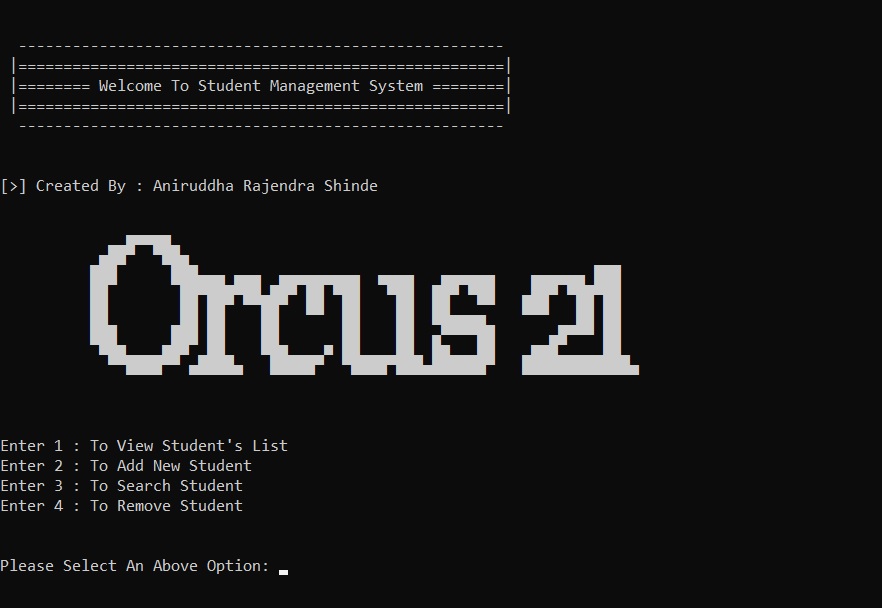 -----------------------------------------------------
|======================================================|
|======== Welcome To Student Management System ========|
|======================================================|
-----------------------------------------------------
[>] Created By : Aniruddha Rajendra Shinde
Orcus 21
Enter 1 : To View Student's List
Enter 2 : To Add New Student
Enter 3 : To Search Student
Enter 4 : To Remove Student
Please Select An Above Option: _